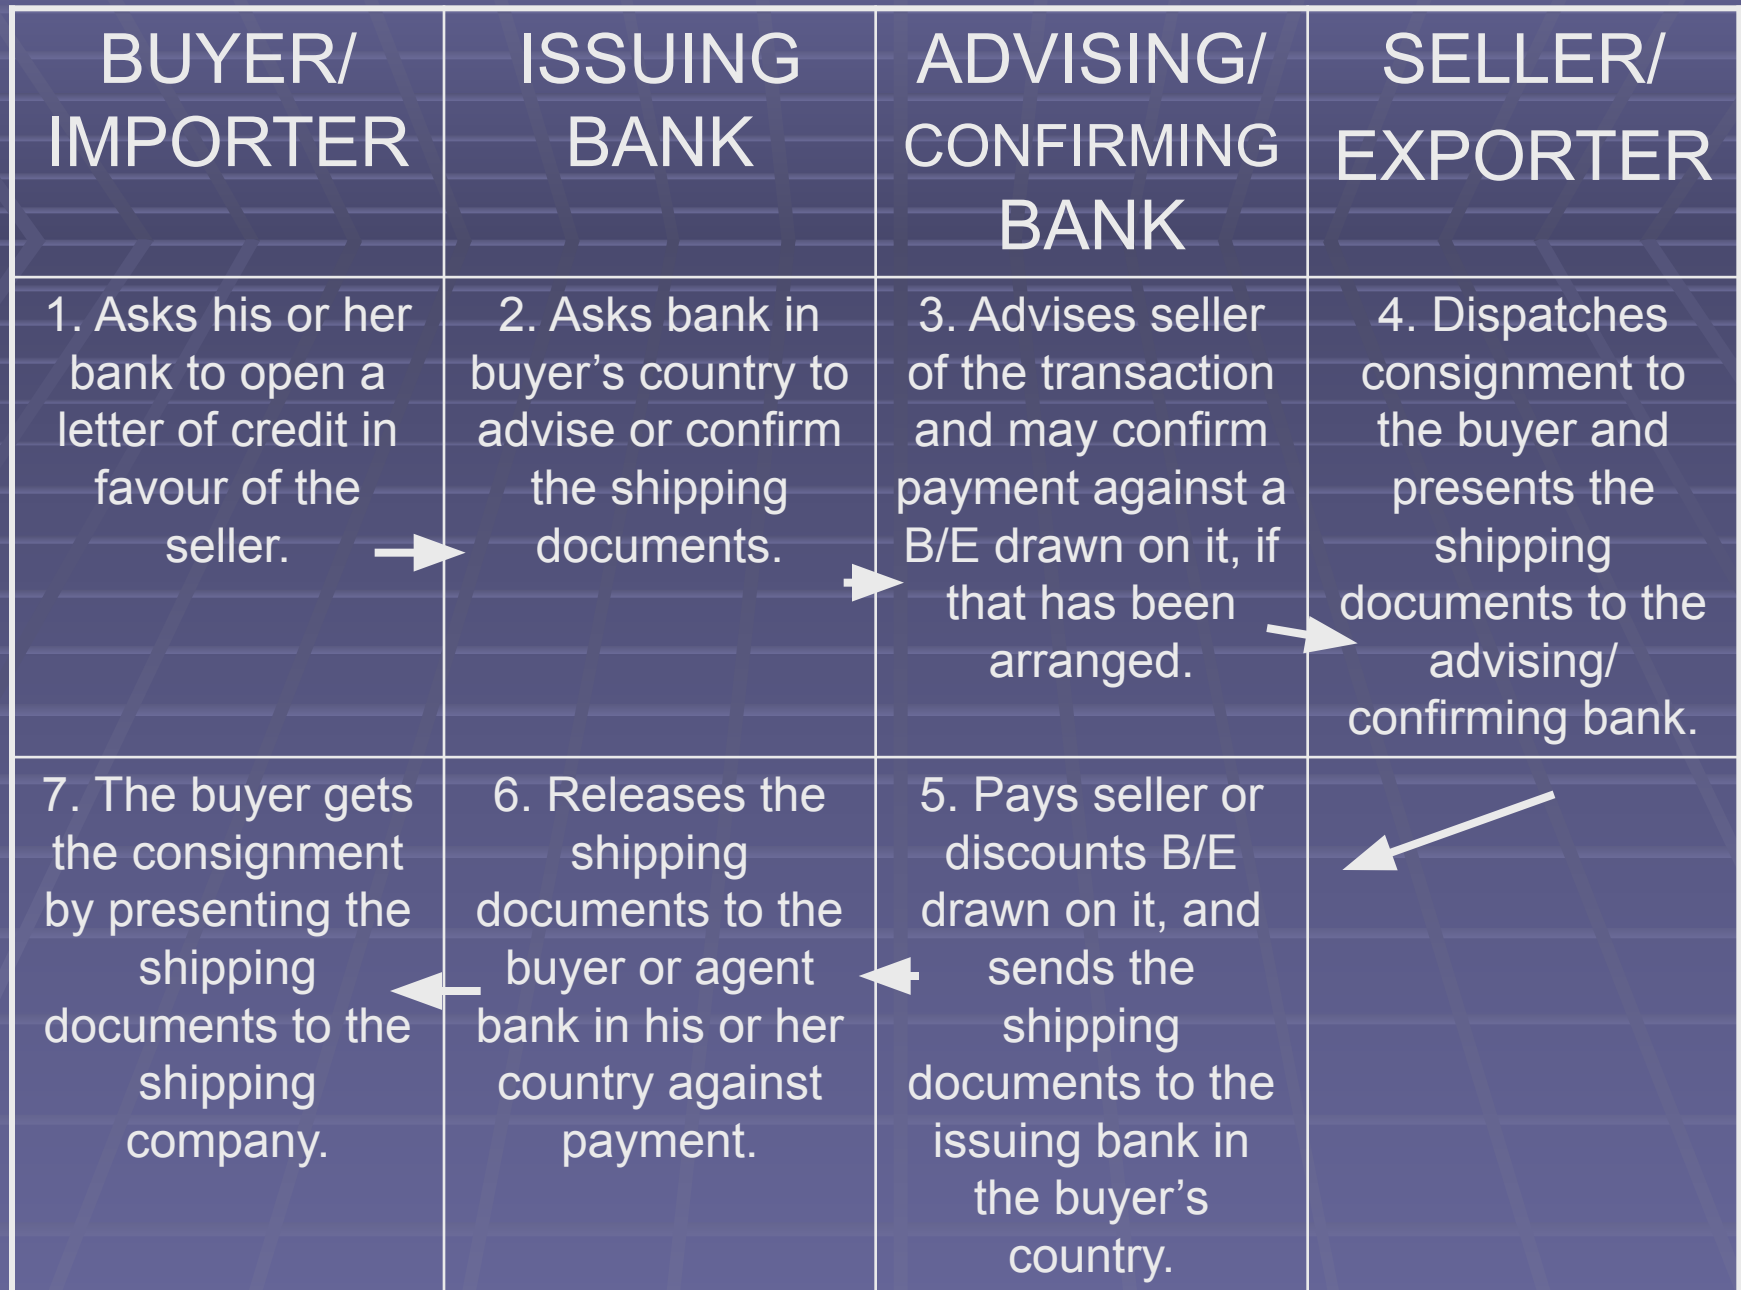 BUYER/
IMPORTER
ISSUING
BANK
ADVISING/
CONFIRMING
BANK
SELLER/
EXPORTER
1. Asks his or her
bank to open a
letter of credit in
favour of the
seller.
2. Asks bank in
buyer’s country to
advise or confirm
the shipping
documents.
3. Advises seller
of the transaction
and may confirm
payment against a
B/E drawn on it, if
that has been
arranged.
4. Dispatches
consignment to
the buyer and
presents the
shipping
documents to the
advising/
confirming bank.
7. The buyer gets
the consignment
by presenting the
shipping
documents to the
shipping
company.
6. Releases the
shipping
documents to the
buyer or agent
bank in his or her
country against
payment.
5. Pays seller or
discounts B/E
drawn on it, and
sends the
shipping
documents to the
issuing bank in
the buyer’s
country.